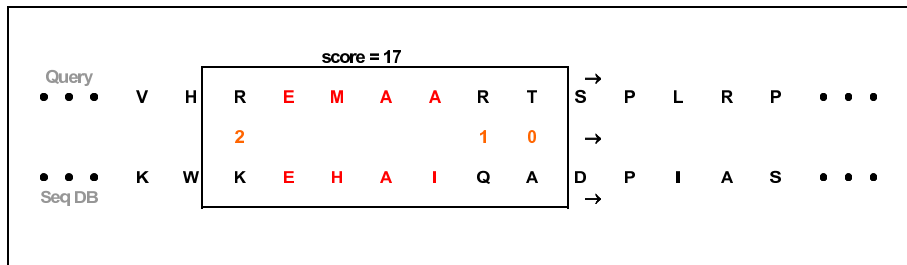 score = 17
Query
• • • V H R E M A A R T S P L R P • • •
2 1 0 →
• • • K W K E H A I Q A D P I A S • • •
Seq DB